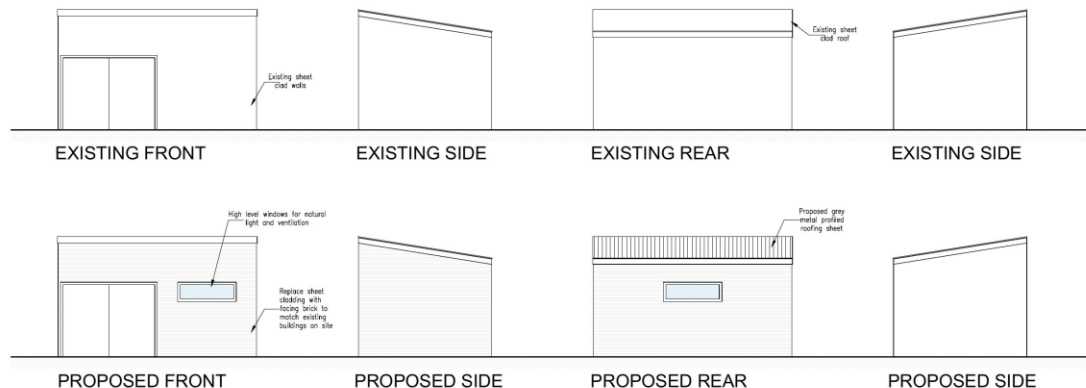 Existing sheet
clad walls
Existing sheet
clad roof
EXISTING FRONT
EXISTING SIDE
EXISTING REAR
EXISTING SIDE
High level windows for natural
light and ventilation
Replace sheet
cladding with
facing brick to
match existing
buildings on site
Proposed grey
metal profiled
roofing sheet
PROPOSED FRONT
PROPOSED SIDE
PROPOSED REAR
PROPOSED SIDE